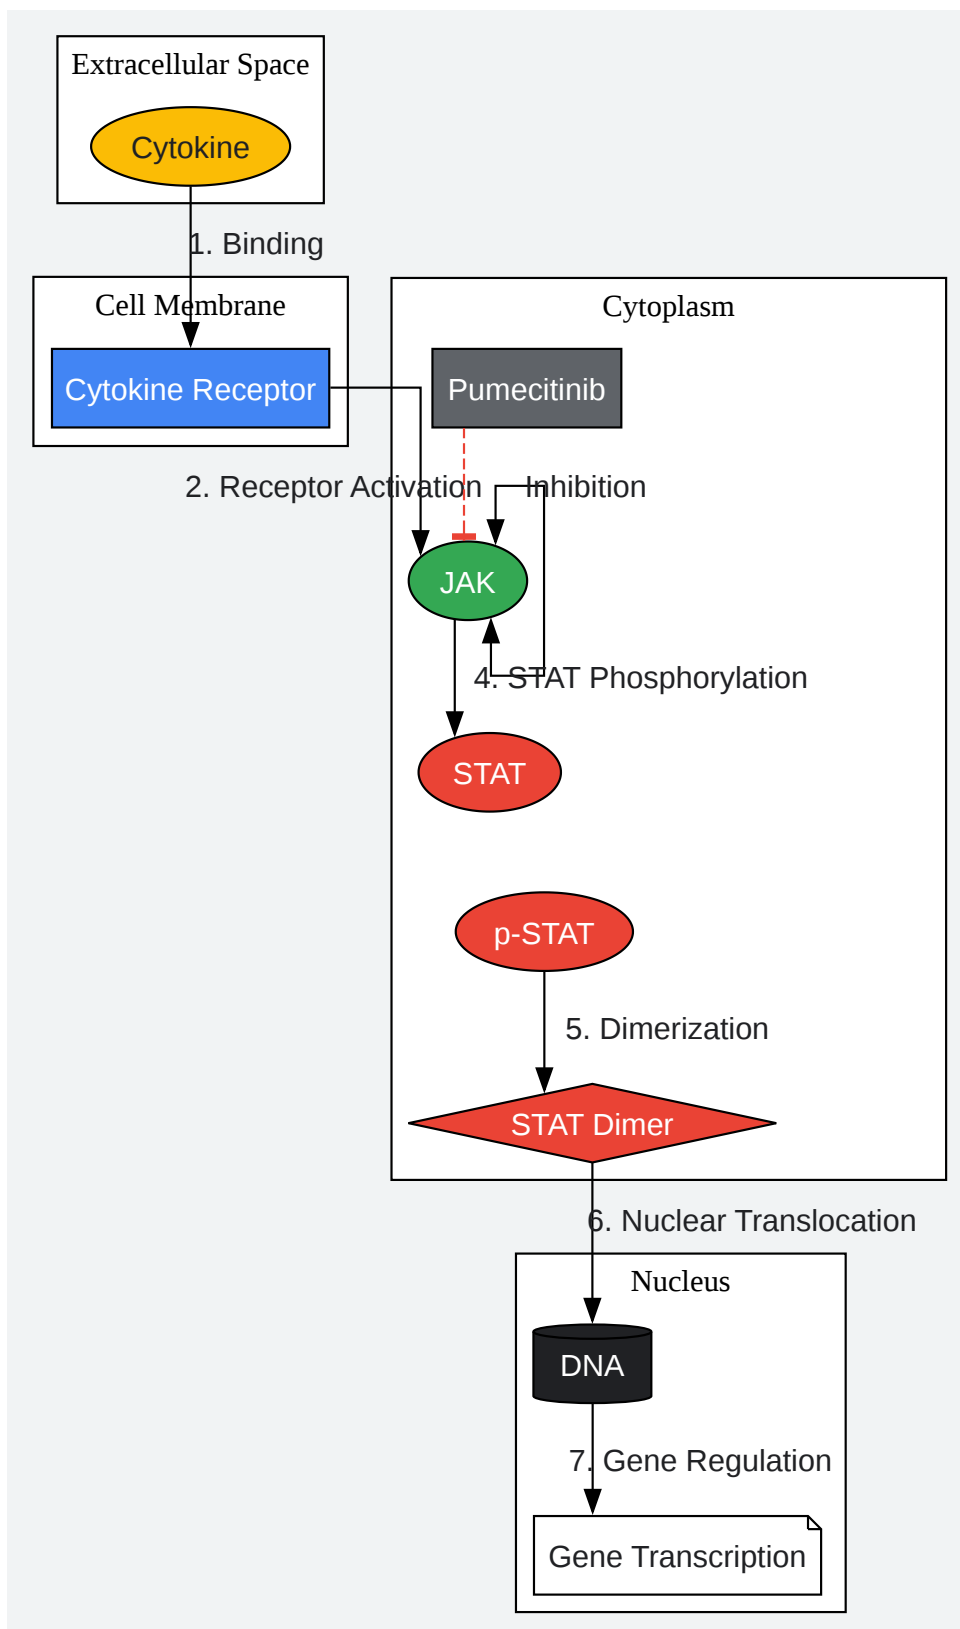 Extracellular Space
Cytokine
1. Binding
Cell Membrane
Cytokine Receptor
Cytoplasm
Pumecitinib
2. Receptor Activation
Inhibition
JAK
4. STAT Phosphorylation
STAT
p-STAT
5. Dimerization
STAT Dimer
6. Nuclear Translocation
Nucleus
DNA
7. Gene Regulation
Gene Transcription